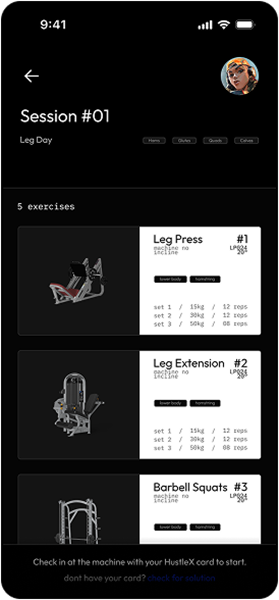 9:41
Session #01
Leg Day
Hams Glutes Quads Calves
5 exercises
Leg Press #1
machine no LP024
incline 20°
lower body hamstring
set 1 / 15kg / 12 reps
set 2 / 30kg / 12 reps
set 3 / 50kg / 08 reps
Leg Extension #2
machine no LP024
incline 20°
lower body hamstring
set 1 / 15kg / 12 reps
set 2 / 30kg / 12 reps
set 3 / 50kg / 08 reps
Barbell Squats #3
machine no LP024
incline 20°
lower body hamstring
Check in at the machine with your HustleX card to start.
dont have your card? check for solution